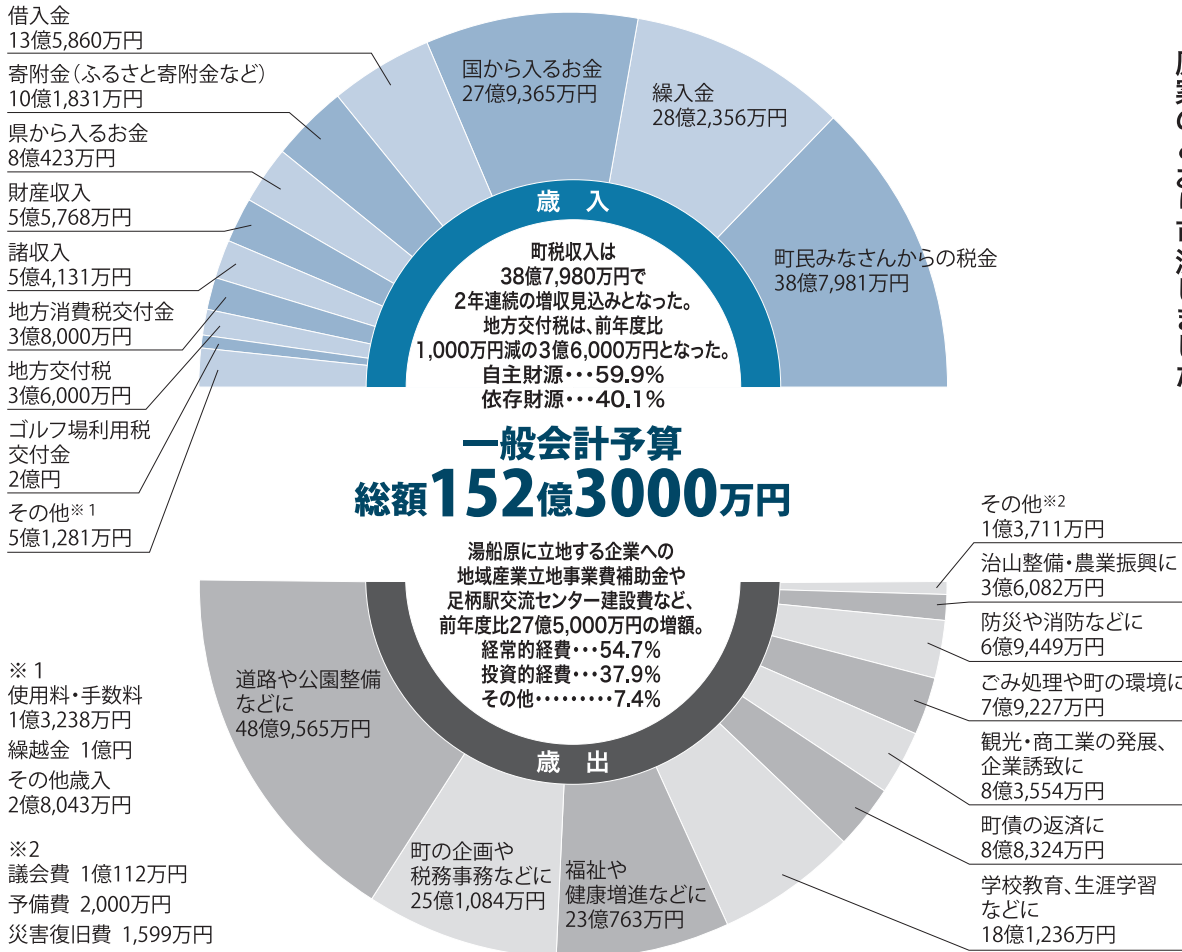 借入金
13億5,860万円
寄附金（ふるさと寄附金など）
10億1,831万円
県から入るお金
8億423万円
財産収入
5億5,768万円
諸収入
5億4,131万円
地方消費税交付金
3億8,000万円
地方交付税
3億6,000万円
ゴルフ場利用税
交付金
2億円
その他※1
5億1,281万円
国から入るお金
27億9,365万円
繰入金
28億2,356万円
町民みなさんからの税金
38億7,981万円
歳 入
町税収入は
38億7,980万円で
2年連続の増収見込みとなった。
地方交付税は、前年度比
1,000万円減の3億6,000万円となった。
自主財源･･･59.9%
依存財源･･･40.1%
一般会計予算
総額152億3000万円
湯船原に立地する企業への
地域産業立地事業費補助金や
足柄駅交流センター建設費など、
前年度比27億5,000万円の増額。
経常的経費･･･54.7%
投資的経費･･･37.9%
その他･････････7.4%
歳 出
道路や公園整備
などに
48億9,565万円
町の企画や
税務事務などに
25億1,084万円
福祉や
健康増進などに
23億763万円
その他※2
1億3,711万円
治山整備・農業振興に
3億6,082万円
防災や消防などに
6億9,449万円
ごみ処理や町の環境に
7億9,227万円
観光・商工業の発展、
企業誘致に
8億3,554万円
町債の返済に
8億8,324万円
学校教育、生涯学習
などに
18億1,236万円
※1
使用料・手数料
1億3,238万円
繰越金 1億円
その他歳入
2億8,043万円
※2
議会費 1億112万円
予備費 2,000万円
災害復旧費 1,599万円